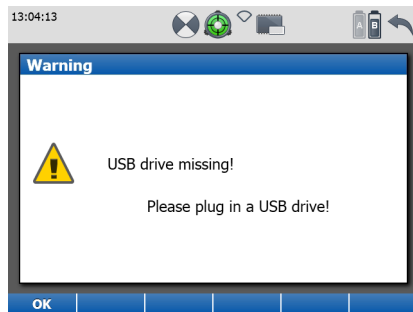 13:04:13
A B
Warning
USB drive missing!
Please plug in a USB drive!
OK